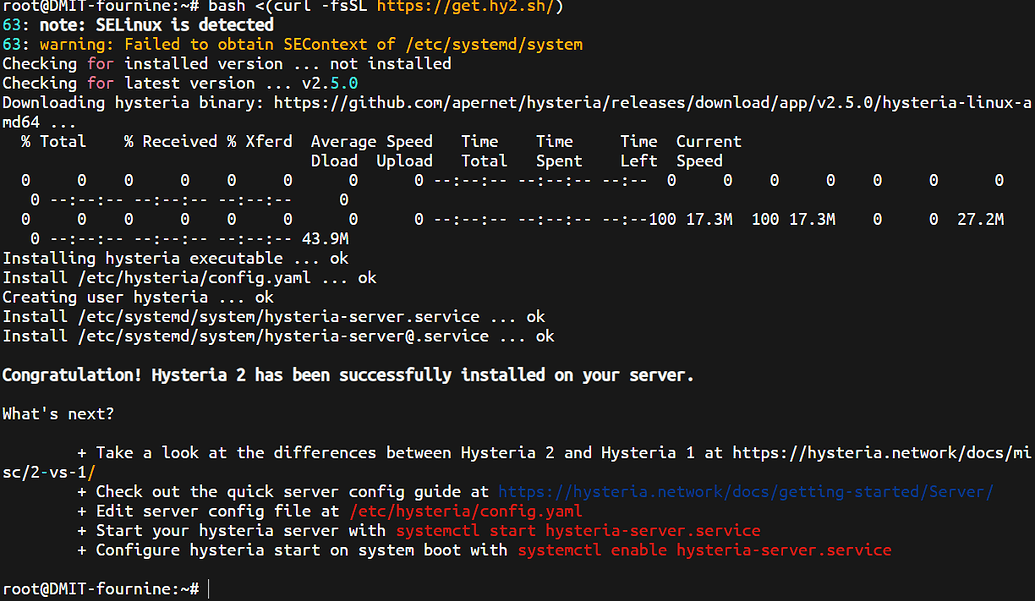 root@DMIT-fournine:~# bash <(curl -fsSL https://get.hy2.sh/)
63: note: SELinux is detected
63: warning: Failed to obtain SEContext of /etc/systemd/system
Checking for installed version ... not installed
Checking for latest version ... v2.5.0
Downloading hysteria binary: https://github.com/apernet/hysteria/releases/download/app/v2.5.0/hysteria-linux-a
md64 ...
  % Total    % Received % Xferd  Average Speed   Time    Time     Time  Current
                                 Dload  Upload   Total   Spent    Left  Speed
  0     0    0     0    0     0      0      0 --:--:-- --:--:-- --:--  0     0    0     0    0     0       0
   0 --:--:-- --:--:-- --:--:--     0
  0     0    0     0    0     0      0      0 --:--:-- --:--:-- --:--100 17.3M  100 17.3M    0     0  27.2M
   0 --:--:-- --:--:-- --:--:-- 43.9M
Installing hysteria executable ... ok
Install /etc/hysteria/config.yaml ... ok
Creating user hysteria ... ok
Install /etc/systemd/system/hysteria-server.service ... ok
Install /etc/systemd/system/hysteria-server@.service ... ok
Congratulation! Hysteria 2 has been successfully installed on your server.
What's next?
+ Take a look at the differences between Hysteria 2 and Hysteria 1 at https://hysteria.network/docs/mi
sc/2-vs-1/
+ Check out the quick server config guide at https://hysteria.network/docs/getting-started/Server/
+ Edit server config file at /etc/hysteria/config.yaml
+ Start your hysteria server with systemctl start hysteria-server.service
+ Configure hysteria start on system boot with systemctl enable hysteria-server.service
root@DMIT-fournine:~#